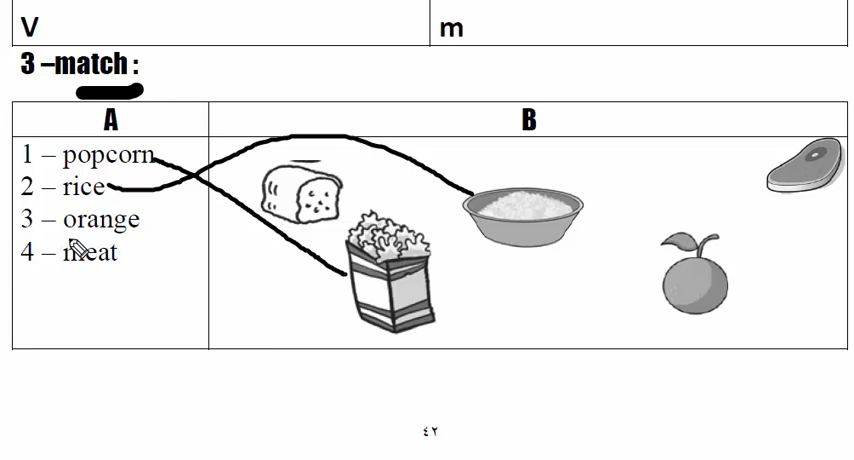 V
m
3 –match :
A
B
1 – popcorn
2 – rice
3 – orange
4 – meat
٤٢